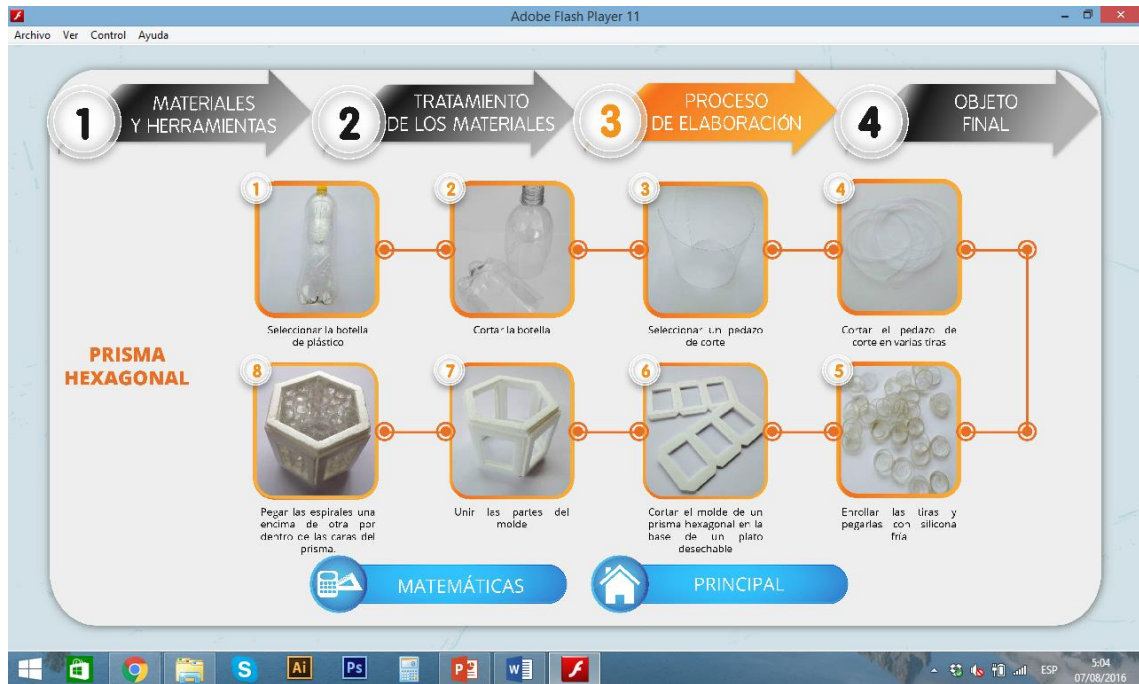 Adobe Flash Player 11
Archivo Ver Control Ayuda
1
MATERIALES
Y HERRAMIENTAS
2
TRATAMIENTO
DE LOS MATERIALES
3
PROCESO
DE ELABORACIÓN
4
OBJETO
FINAL
PRISMA
HEXAGONAL
1
Seleccionar la botella
de plástico
2
Cortar la botella
3
Seleccionar un pedazo
de corte
4
Cortar el pedazo de
corte en varias tiras
5
Enrollar las tiras y
pegarlas con silicona
fría
6
Cortar el molde de un
prisma hexagonal en la
base de un plato
desechable
7
Unir las partes del
molde
8
Pegar las espirales una
encima de otra por
dentro de las caras del
prisma.
MATEMÁTICAS
PRINCIPAL
S
Ai
Ps
P
W
ESP
5:04
07/08/2016